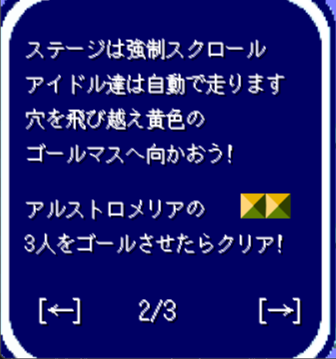 ステージは強制スクロール
アイドル達は自動で走ります
穴を飛び越え黄色の
ゴールマスへ向かおう!
アルストロメリアの
3人をゴールさせたらクリア!
[←] 2/3 [→]